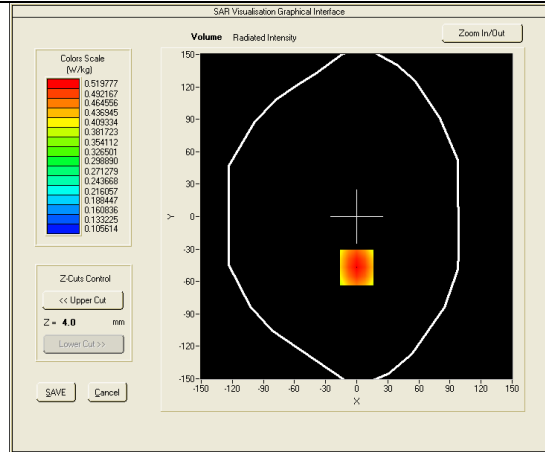 SAR Visualisation Graphical Interface
Volume Radiated Intensity
Zoom In/Out
Colors Scale
(W/kg)
0.519777
0.492167
0.464556
0.436945
0.409334
0.381723
0.354112
0.326501
0.298890
0.271279
0.243668
0.216057
0.188447
0.160836
0.133225
0.105614
Z-Cuts Control
<< Upper Cut
Z = 4.0 mm
Lower Cut >>
SAVE Cancel
150
120
90
60
30
0
-30
-60
-90
-120
-150
Y
-150 -120 -90 -60 -30 0 30 60 90 120 150
X